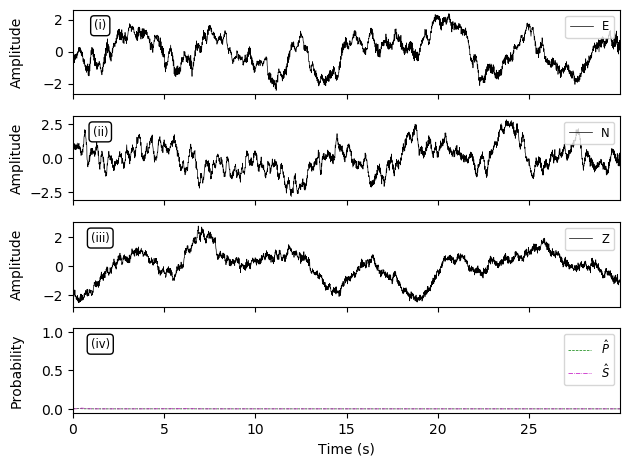 (i)
E
Amplitude
2
0
−2
(ii)
N
Amplitude
2.5
0.0
−2.5
(iii)
Z
Amplitude
2
0
−2
(iv)
P̂
Ŝ
Probability
1.0
0.5
0.0
0 5 10 15 20 25
Time (s)